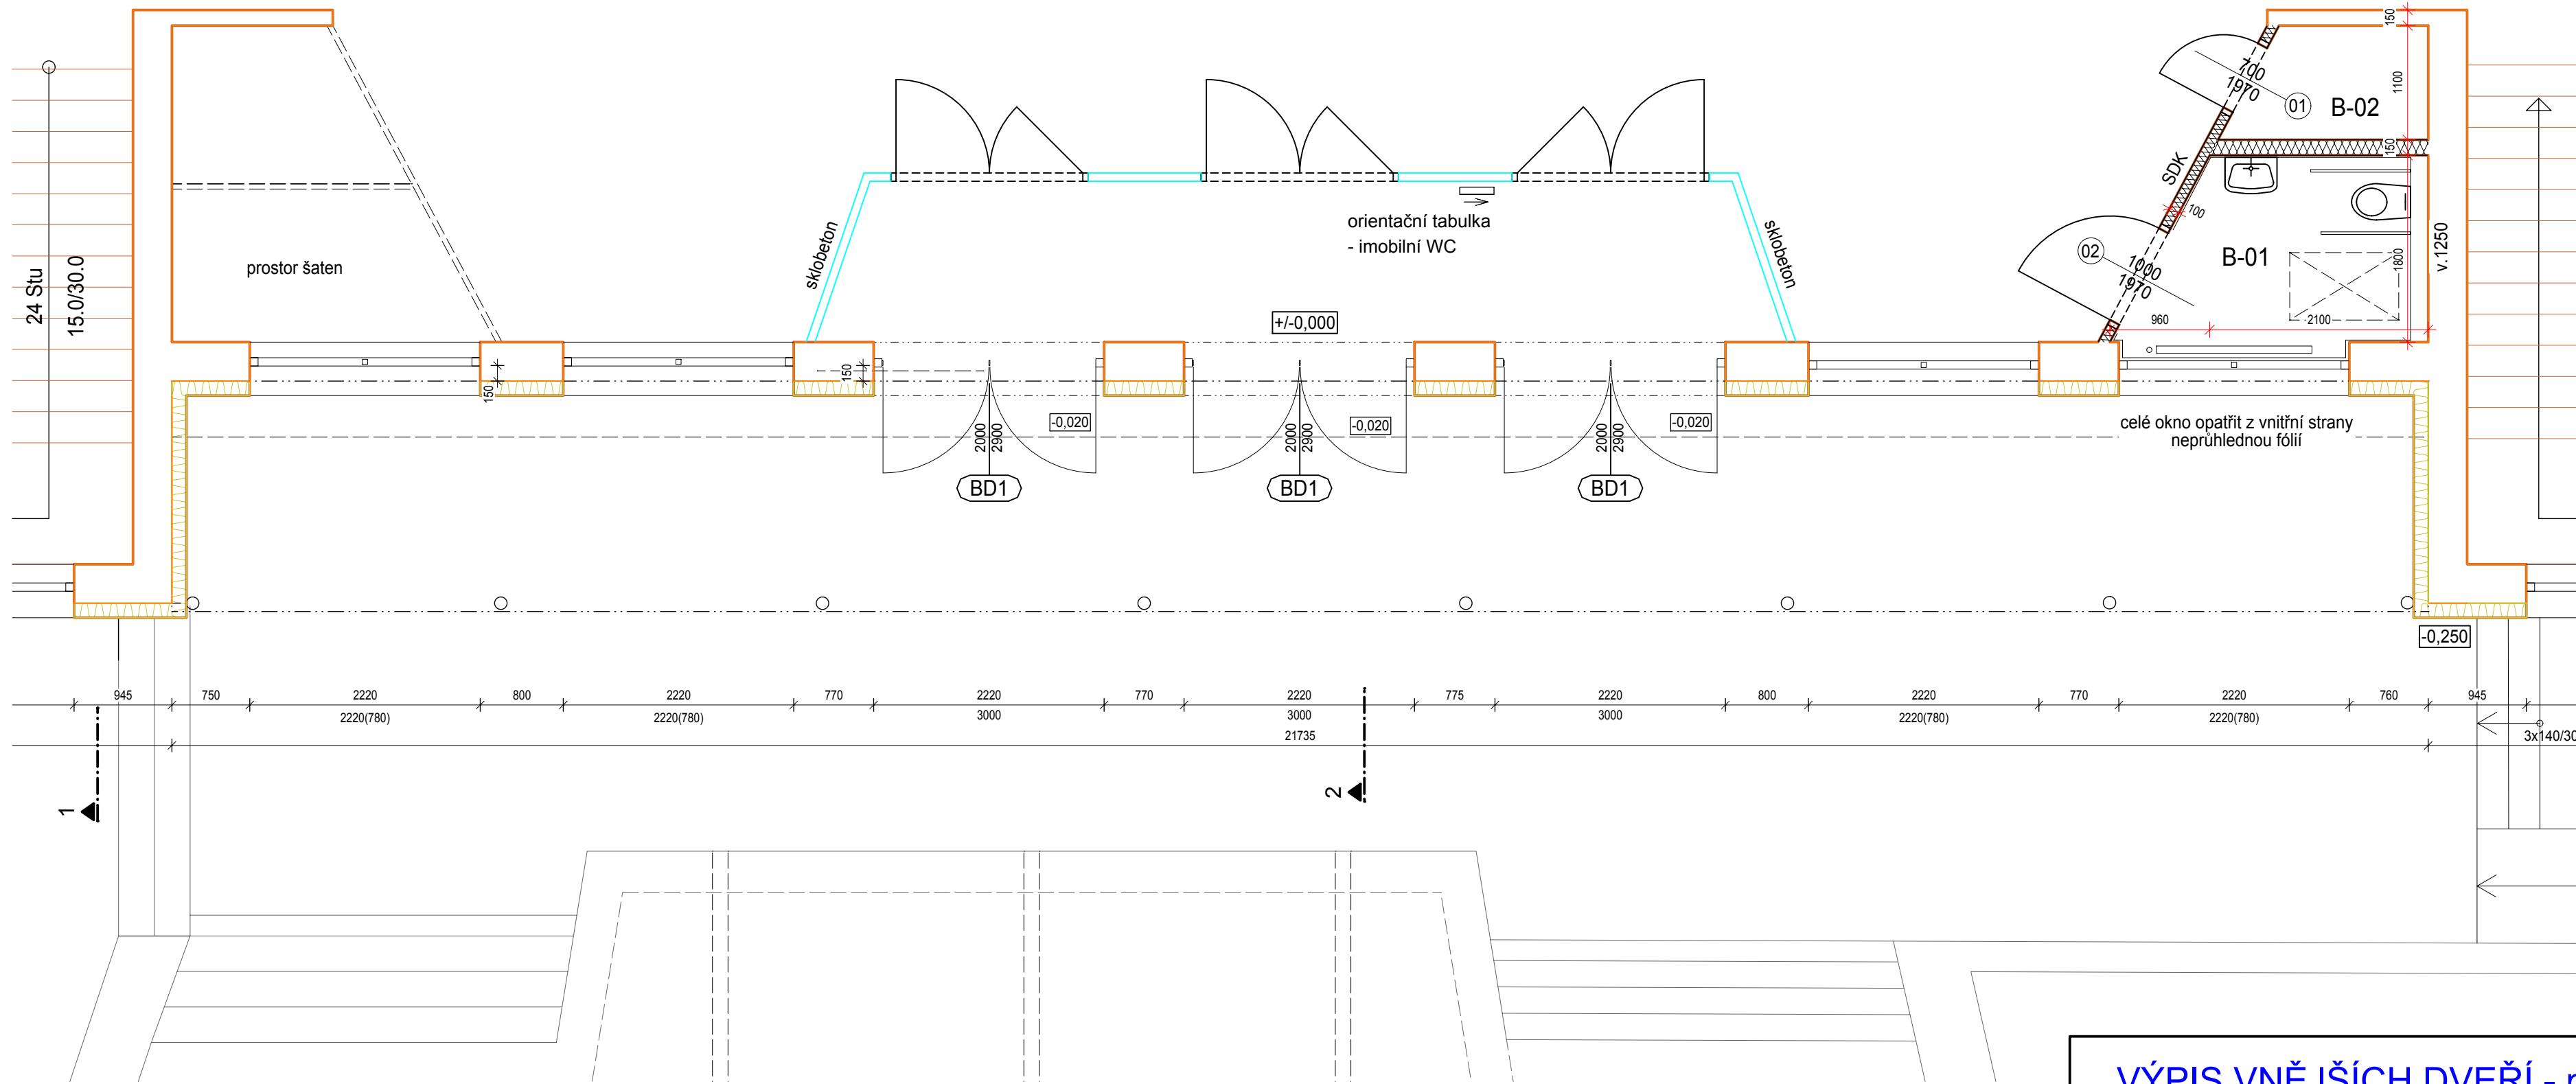 150
700
1970
01
B-02
1100
150
SDK
100
02
1000
1970
B-01
1800
v.1250
960
2100
24 Stu
15.0/30.0
prostor šaten
sklobeton
orientační tabulka
- imobilní WC
sklobeton
+/-0,000
150
150
-0,020
-0,020
-0,020
2000
2900
2000
2900
2000
2900
BD1
BD1
BD1
celé okno opatřit z vnitřní strany
neprůhlednou fólií
-0,250
945 750 2220 800 2220 770 2220 770 2220 775 2220 800 2220 770 2220 760 945
2220(780) 2220(780) 3000 3000 3000 2220(780) 2220(780)
21735
3x140/30
1
2
VÝPIS VNĚJŠÍCH DVEŘÍ -